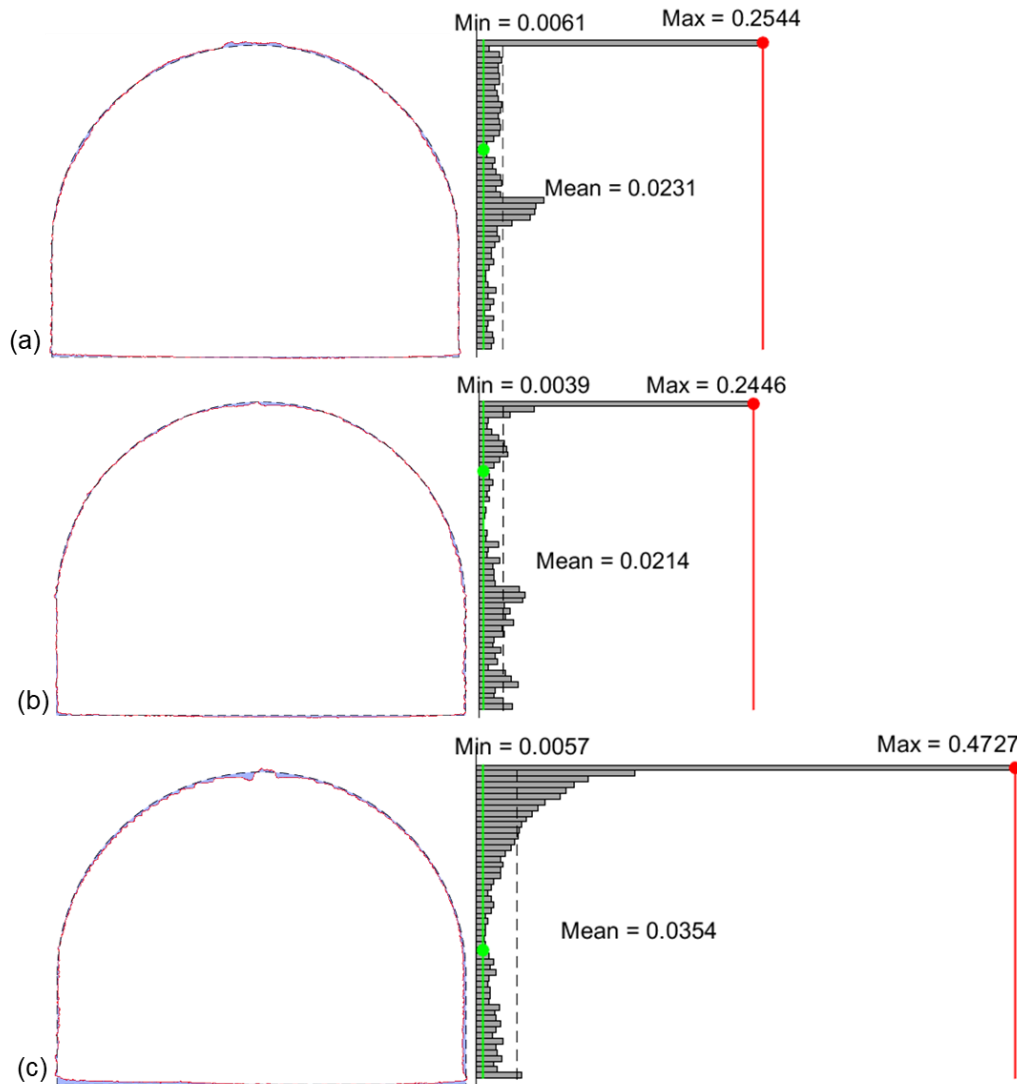 Min = 0.0061 Max = 0.2544
Mean = 0.0231
(a)
Min = 0.0039 Max = 0.2446
Mean = 0.0214
(b)
Min = 0.0057 Max = 0.4727
Mean = 0.0354
(c)